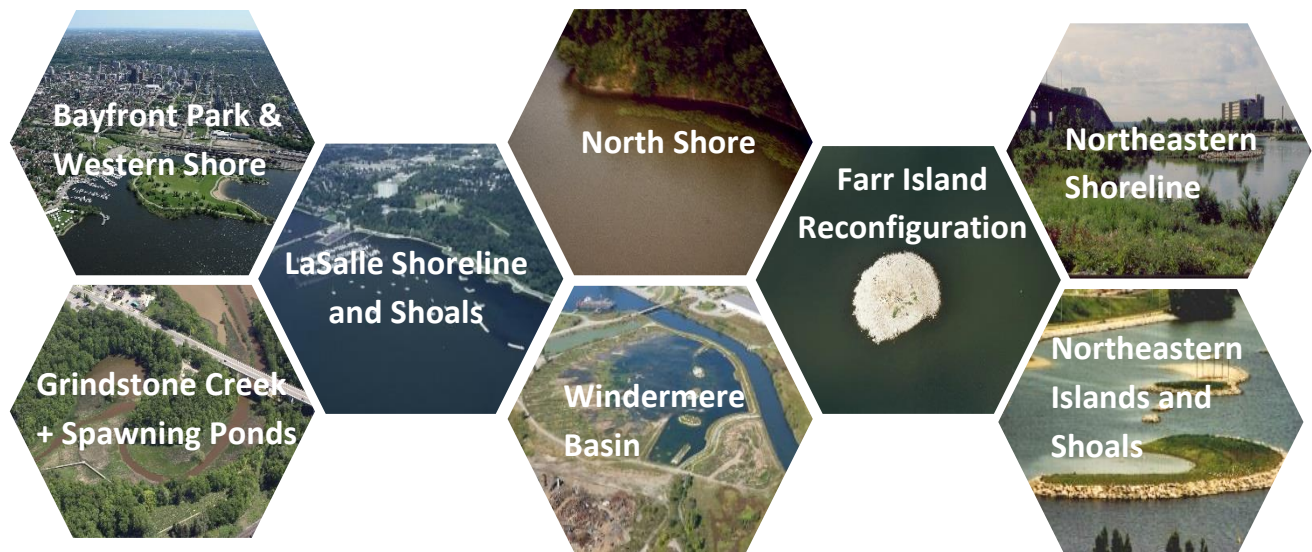 Bayfront Park &
Western Shore
LaSalle Shoreline
and Shoals
North Shore
Farr Island
Reconfiguration
Northeastern
Shoreline
Grindstone Creek
+ Spawning Ponds
Windermere
Basin
Northeastern
Islands and
Shoals